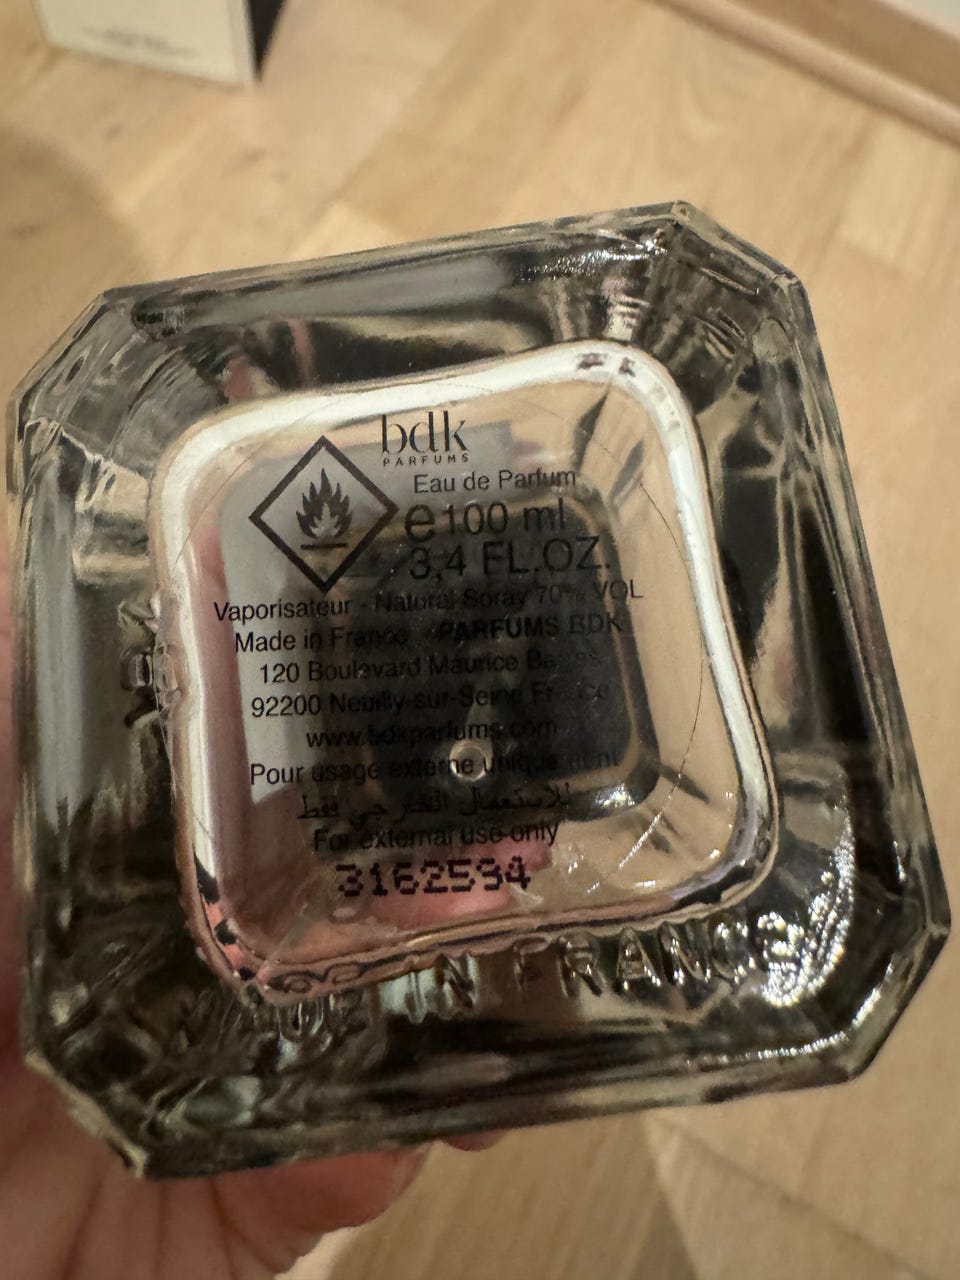 bdk
PARFUMS
Eau de Parfum
e 100 ml
3,4 FL.OZ.
Vaporisateur - Natural Spray 70% VOL
Made in France - PARFUMS BDK
120 Boulevard Maurice
92200 Neuilly-sur-Seine France
www.bdkparfums.com
Pour usage externe uniquement
للاستعمال الخارجي فقط
For external use only
3162594
IN FRANCE